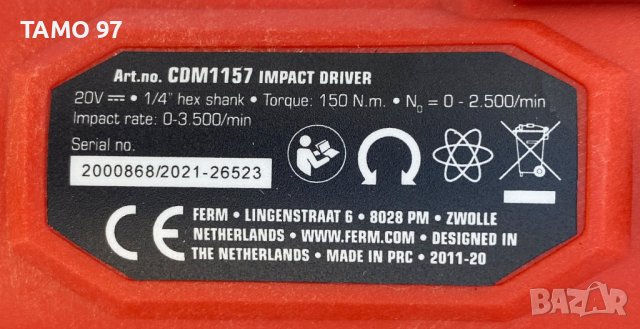 TAMO 97
Art.no. CDM1157 IMPACT DRIVER
20V • 1/4" hex shank • Torque: 150 N.m. • N0 = 0 - 2.500/min
Impact rate: 0-3.500/min
Serial no.
2000868/2021-26523
CE
FERM • LINGENSTRAAT 6 • 8028 PM • ZWOLLE
NETHERLANDS • WWW.FERM.COM • DESIGNED IN
THE NETHERLANDS • MADE IN PRC • 2011-20
BAZAR.BG